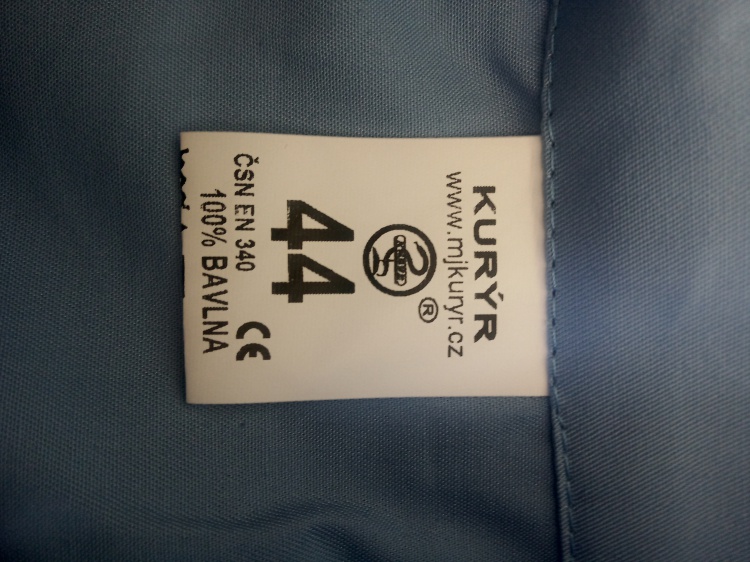 KURÝR
www.mjkuryr.cz
®
44
ČSN EN 340 CE
100% BAVLNA